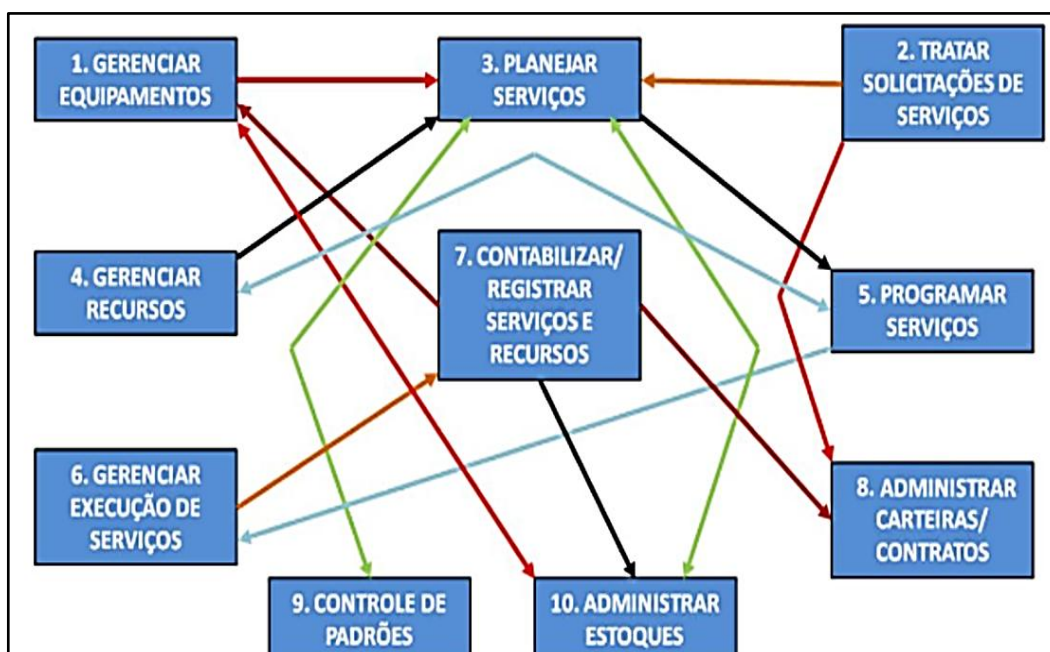 1. GERENCIAR
EQUIPAMENTOS
3. PLANEJAR
SERVIÇOS
2. TRATAR
SOLICITAÇÕES DE
SERVIÇOS
4. GERENCIAR
RECURSOS
7. CONTABILIZAR/
REGISTRAR
SERVIÇOS E
RECURSOS
5. PROGRAMAR
SERVIÇOS
6. GERENCIAR
EXECUÇÃO DE
SERVIÇOS
8. ADMINISTRAR
CARTEIRAS/
CONTRATOS
9. CONTROLE DE
PADRÕES
10. ADMINISTRAR
ESTOQUES